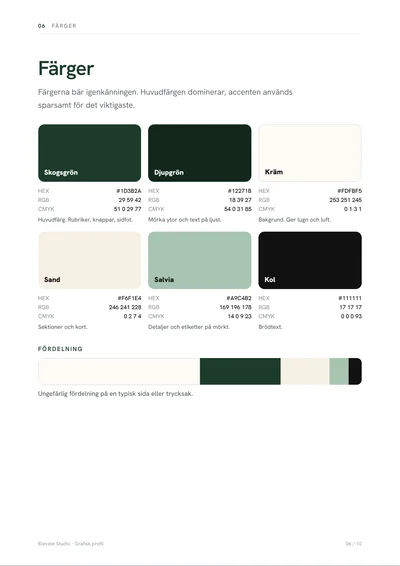 06 FÄRGER
Färger
Färgerna bär igenkänningen. Huvudfärgen dominerar, accenten används
sparsamt för det viktigaste.
Skogsgrön
Djupgrön
Kräm
HEX #1D3B2A
RGB 29 59 42
CMYK 51 0 29 77
Huvudfärg. Rubriker, knappar, sidfot.
HEX #12271B
RGB 18 39 27
CMYK 54 0 31 85
Mörka ytor och text på ljust.
HEX #FDFBF5
RGB 253 251 245
CMYK 0 1 3 1
Bakgrund. Ger lugn och luft.
Sand
Salvia
Kol
HEX #F6F1E4
RGB 246 241 228
CMYK 0 2 7 4
Sektioner och kort.
HEX #A9C4B2
RGB 169 196 178
CMYK 14 0 9 23
Detaljer och etiketter på mörkt.
HEX #111111
RGB 17 17 17
CMYK 0 0 0 93
Brödtext.
FÖRDELNING
Ungefärlig fördelning på en typisk sida eller trycksak.
Elevate Studio · Grafisk profil
06 / 10